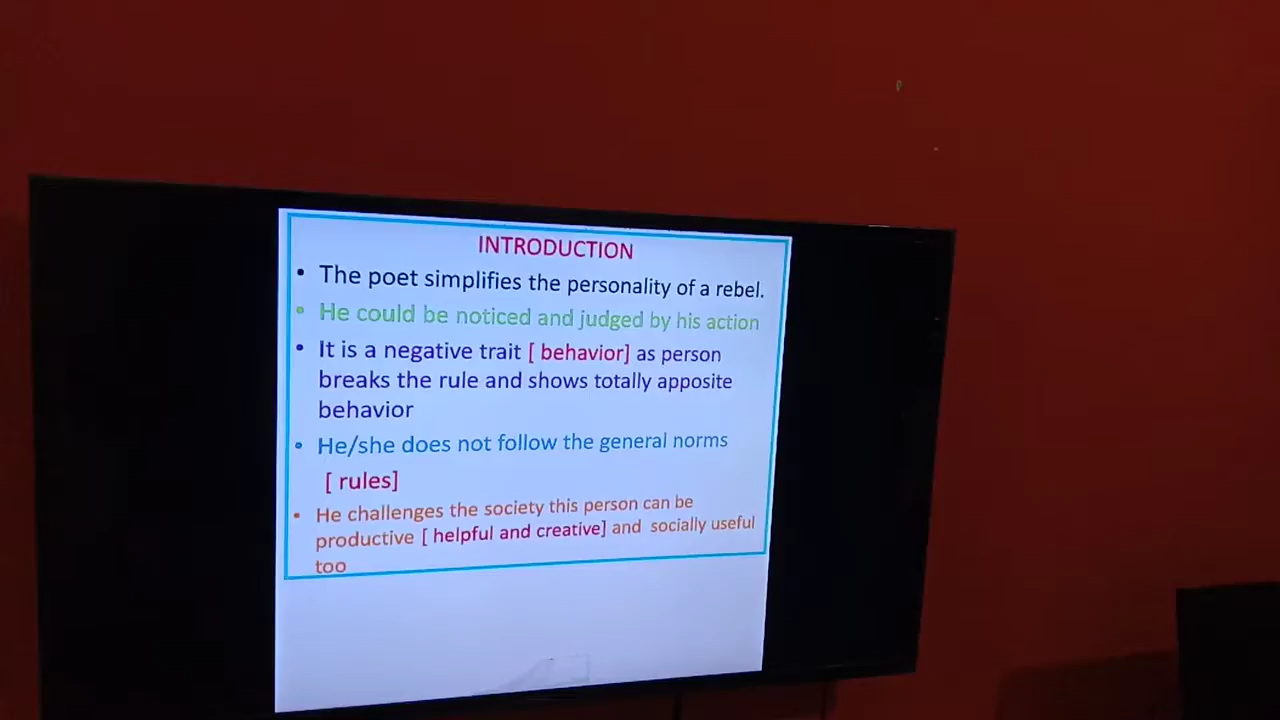 INTRODUCTION
• The poet simplifies the personality of a rebel.
• He could be noticed and judged by his action
• It is a negative trait [ behavior] as person
breaks the rule and shows totally apposite
behavior
• He/she does not follow the general norms
[ rules]
• He challenges the society this person can be
productive [ helpful and creative] and socially useful
too